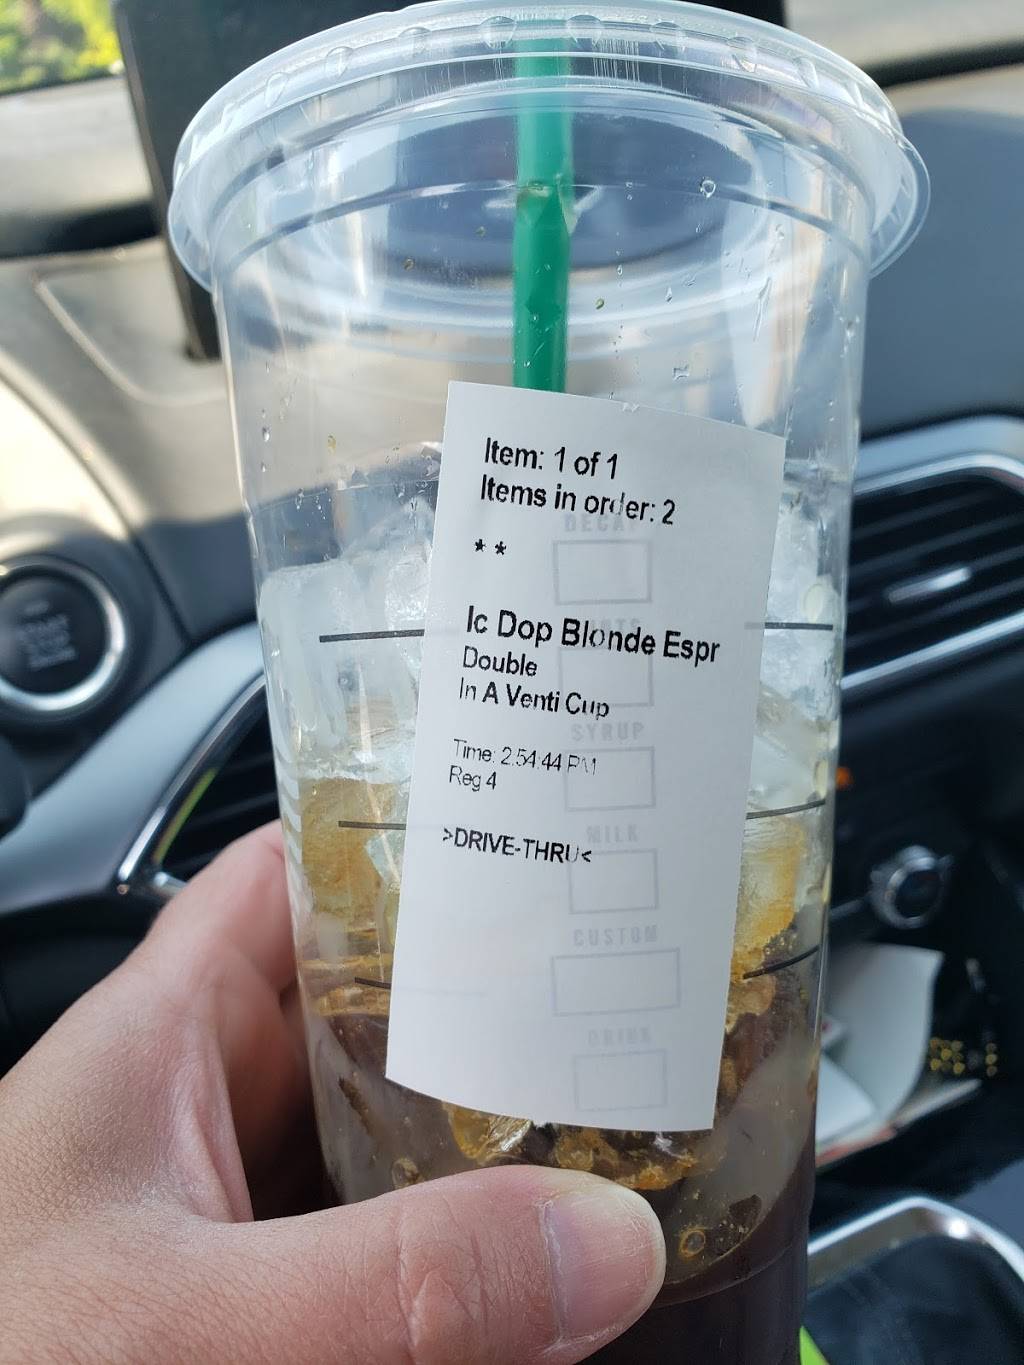 Item: 1 of 1
Items in order: 2
* *
DECAF
Ic Dop Blonde Espr
Double
In A Venti Cup
SYRUP
Time: 2:54:44 PM
Reg 4
MILK
>DRIVE-THRU<
CUSTOM
DRINK